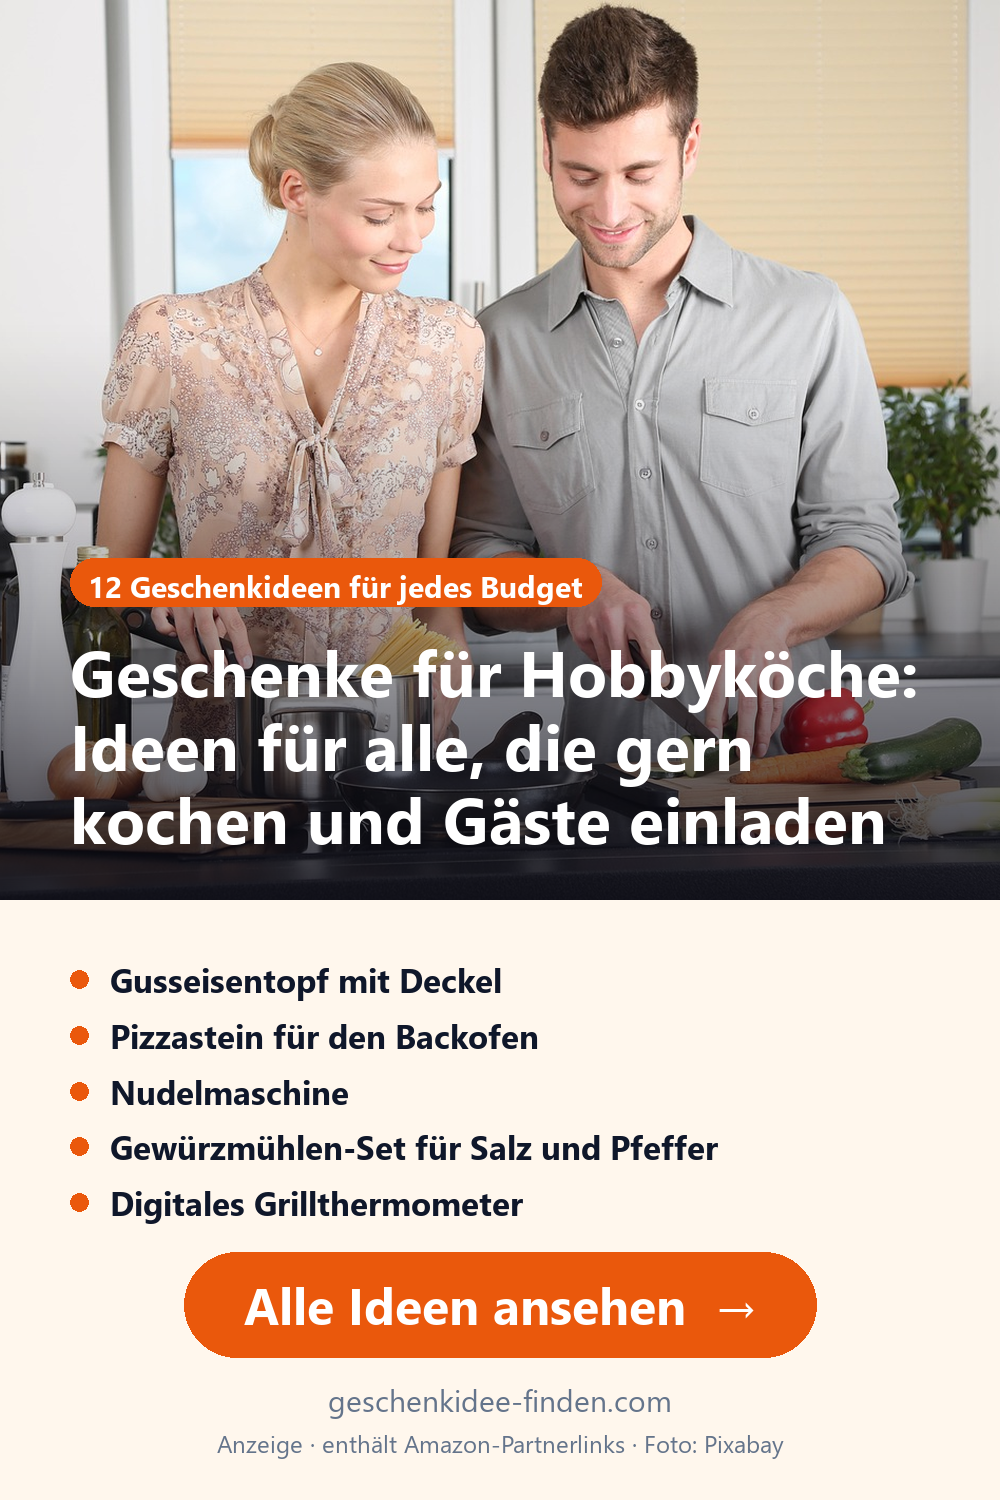 12 Geschenkideen für jedes Budget
Geschenke für Hobbyköche:
Ideen für alle, die gern
kochen und Gäste einladen
Gusseisentopf mit Deckel
Pizzastein für den Backofen
Nudelmaschine
Gewürzmühlen-Set für Salz und Pfeffer
Digitales Grillthermometer
Alle Ideen ansehen →
geschenkidee-finden.com
Anzeige · enthält Amazon-Partnerlinks · Foto: Pixabay